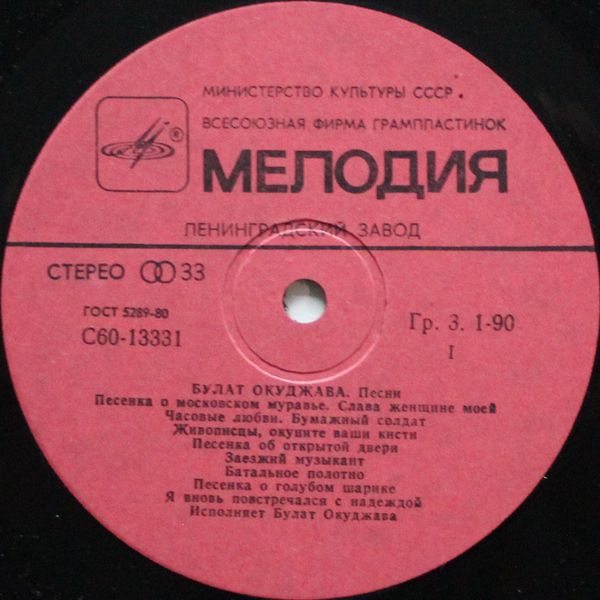 МИНИСТЕРСТВО КУЛЬТУРЫ СССР
ВСЕСОЮЗНАЯ ФИРМА ГРАМПЛАСТИНОК
®
МЕЛОДИЯ
ЛЕНИНГРАДСКИЙ ЗАВОД
СТЕРЕО 33
ГОСТ 5289-80
С60-13331
Гр. 3. 1-90
I
БУЛАТ ОКУДЖАВА. Песни
Песенка о московском муравье. Слава женщине моей
Часовые любви. Бумажный солдат
Живописцы, окуните ваши кисти
Песенка об открытой двери
Заезжий музыкант
Батальное полотно
Песенка о голубом шарике
Я вновь повстречался с надеждой
Исполняет Булат Окуджава